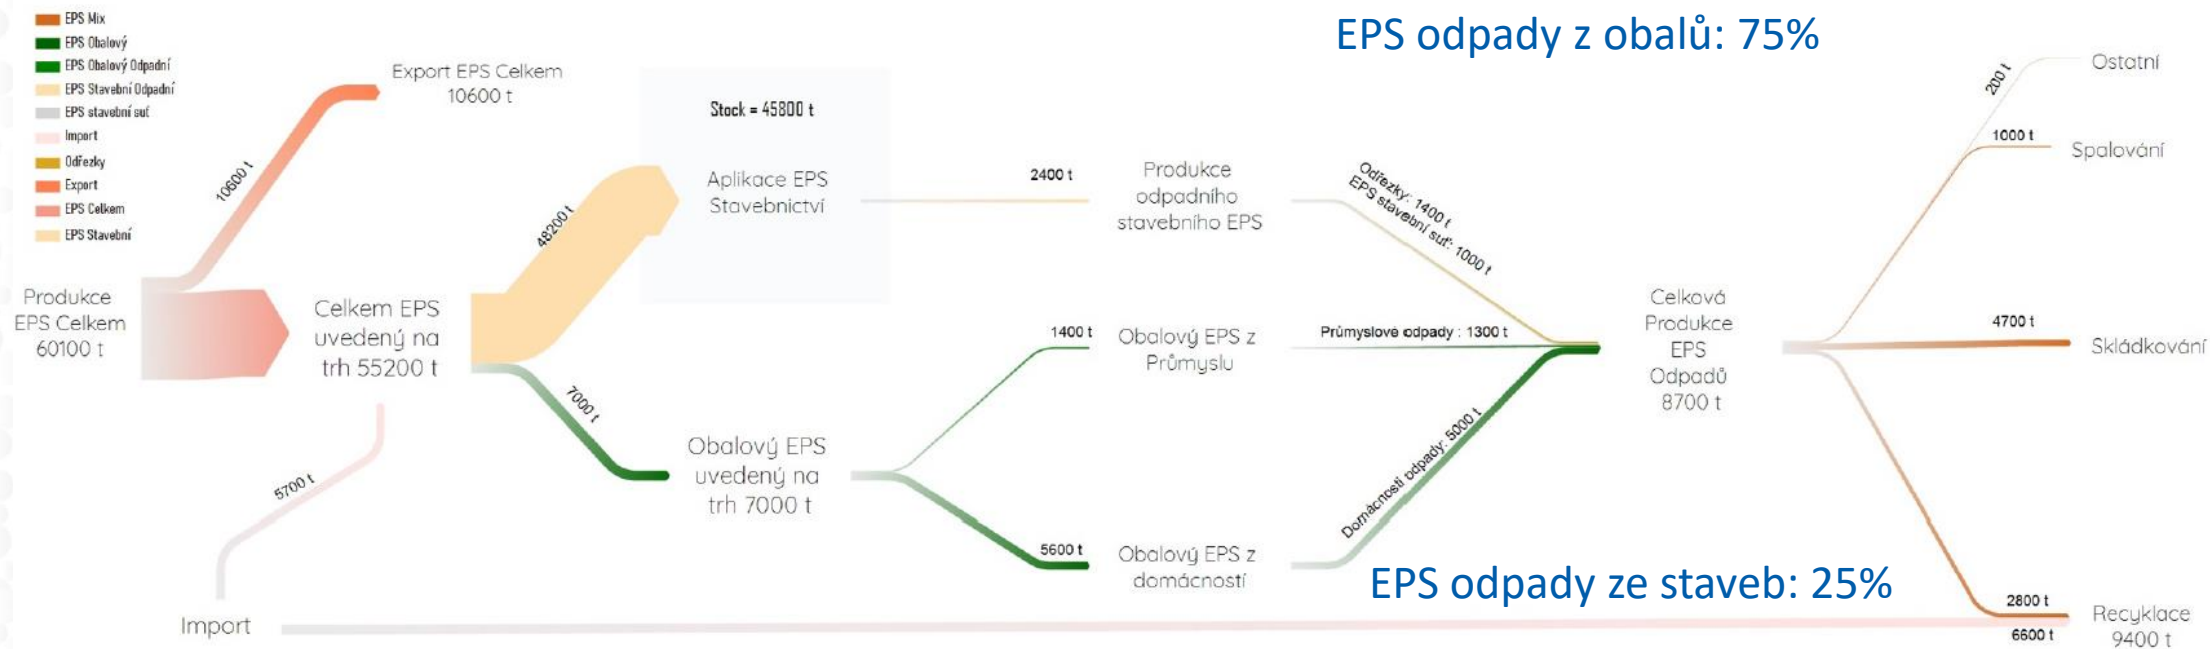 EPS Mix
EPS Obalový
EPS Obalový Odpadní
EPS Stavební Odpadní
EPS stavební suť
Import
Odřezky
Export
EPS Celkem
EPS Stavební
EPS odpady z obalů: 75%
Export EPS Celkem
10600 t
10600 t
Produkce
EPS Celkem
60100 t
Celkem EPS
uvedený na
trh 55200 t
5700 t
Import
48200 t
7000 t
Stock = 45800 t
Aplikace EPS
Stavebnictví
Obalový EPS
uvedený na
trh 7000 t
2400 t
1400 t
5600 t
Produkce
odpadního
stavebního EPS
Obalový EPS z
Průmyslu
Obalový EPS z
domácností
Odřezky: 1400 t
EPS stavební suť: 1000 t
Průmyslové odpady : 1300 t
Domácnosti odpady: 5000 t
EPS odpady ze staveb: 25%
Celková
Produkce
EPS
Odpadů
8700 t
200 t
Ostatní
1000 t
Spalování
4700 t
Skládkování
2800 t
6600 t
Recyklace
9400 t